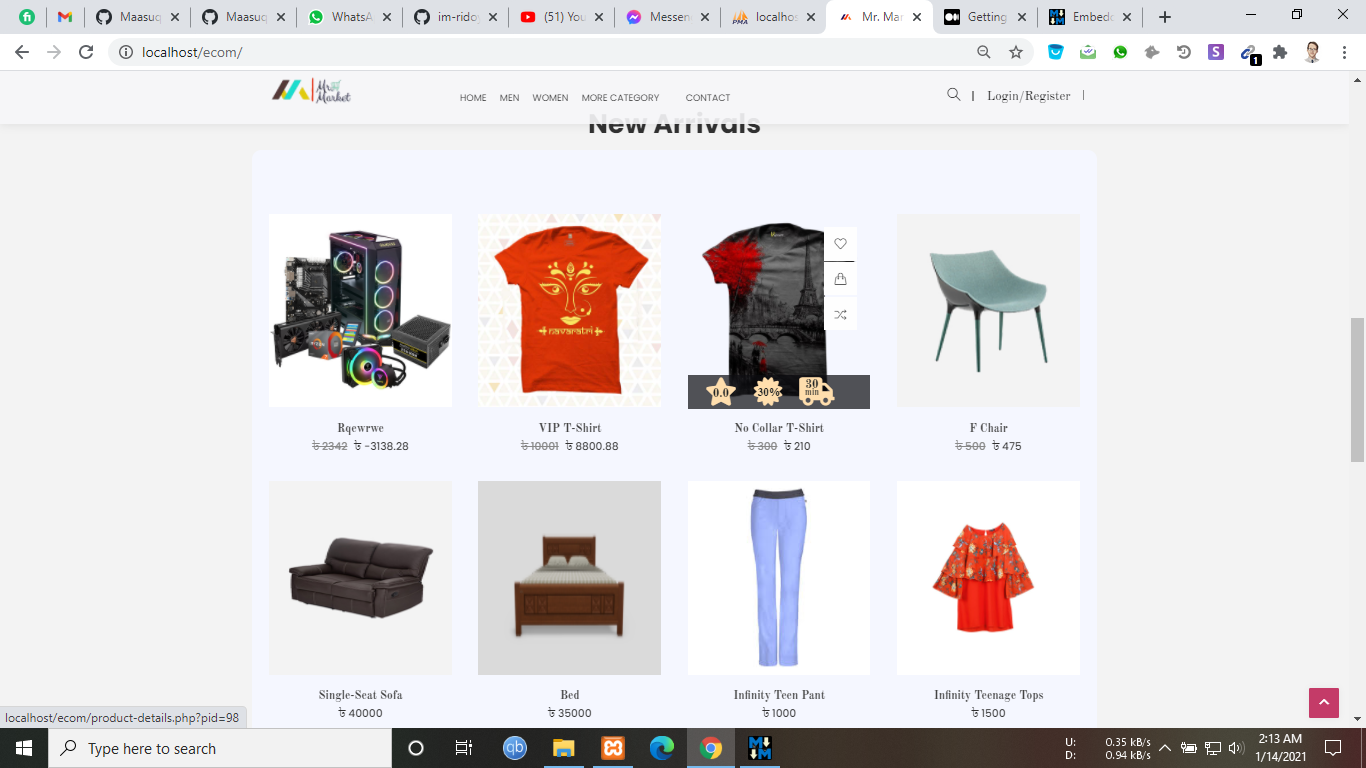 Maasuq
Maasuq
WhatsA
im-rido
(51) You
Messen
localhos
Mr. Mar
Getting
Embedd
localhost/ecom/
1
Mr
Market
HOME MEN WOMEN MORE CATEGORY CONTACT
Login/Register
New Arrivals
navaratri
0.0
30%
30
min
Rqewrwe
৳ 2342 ৳ -3138.28
VIP T-Shirt
৳ 10001 ৳ 8800.88
No Collar T-Shirt
৳ 300 ৳ 210
F Chair
৳ 500 ৳ 475
Single-Seat Sofa
৳ 40000
Bed
৳ 35000
Infinity Teen Pant
৳ 1000
Infinity Teenage Tops
৳ 1500
localhost/ecom/product-details.php?pid=98
Type here to search
qb
U: 0.35 kB/s
D: 0.94 kB/s
2:13 AM
1/14/2021